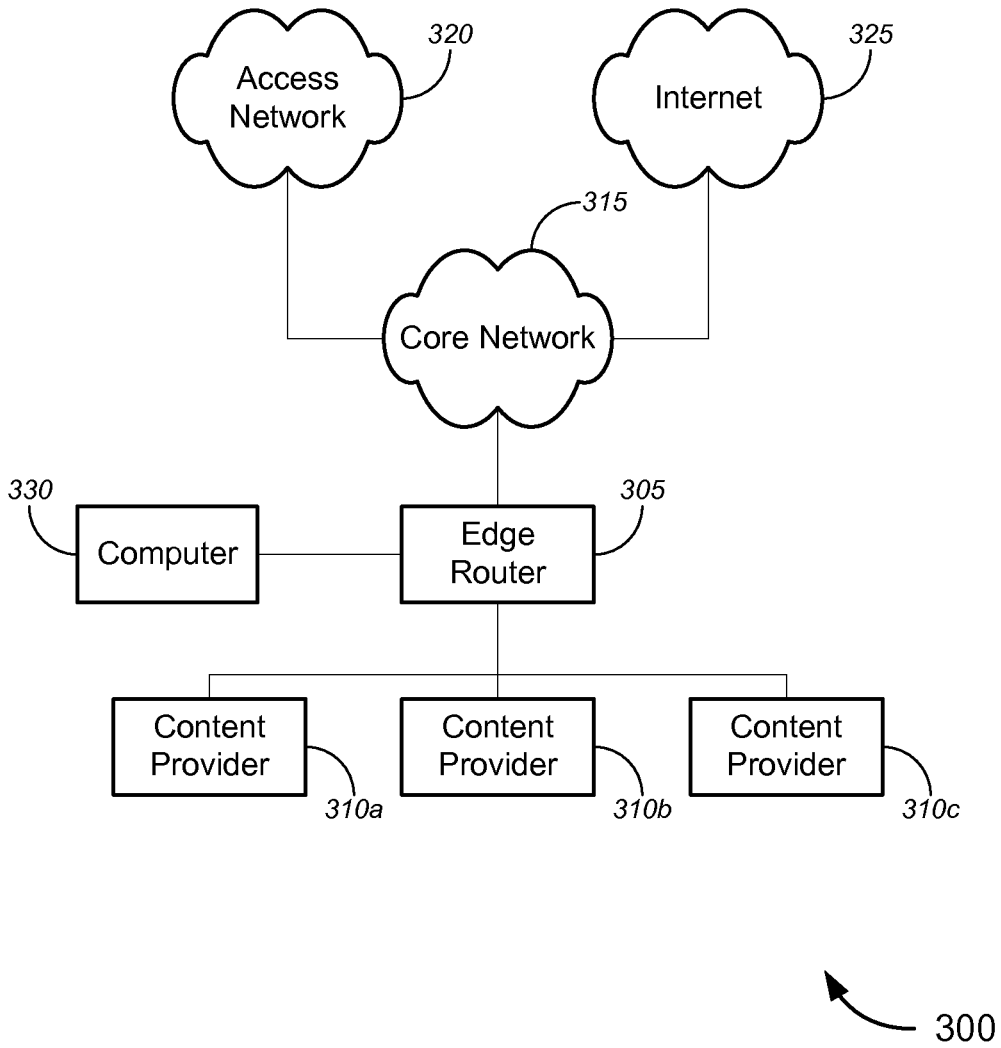 320
325
Access
Network
Internet
315
Core Network
330
305
Computer
Edge
Router
Content
Provider
Content
Provider
Content
Provider
310a
310b
310c
300